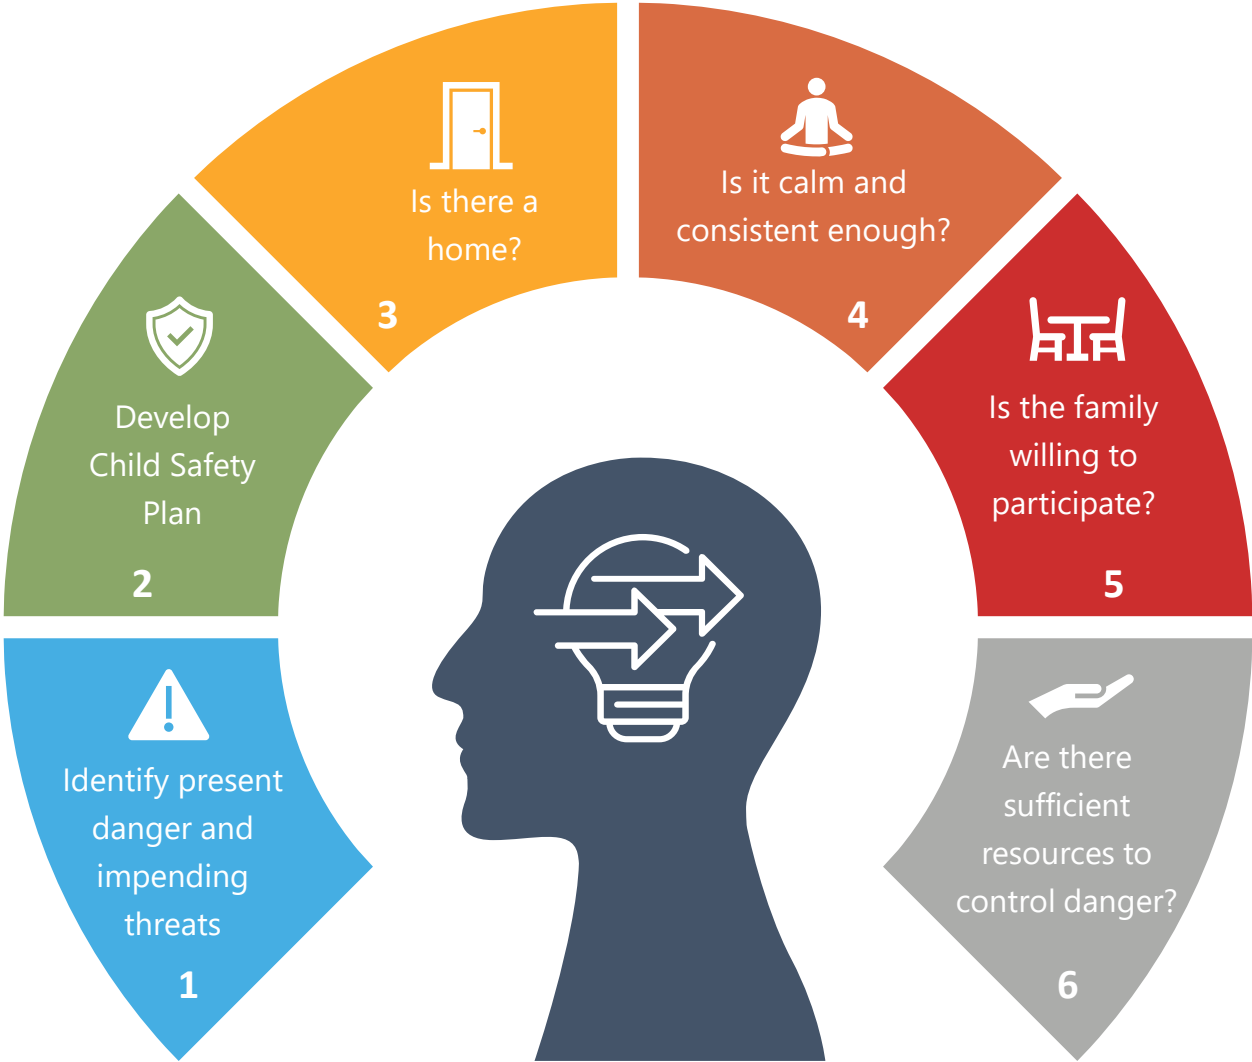 Identify present
danger and
impending
threats
1
Develop
Child Safety
Plan
2
Is there a
home?
3
Is it calm and
consistent enough?
4
Is the family
willing to
participate?
5
Are there
sufficient
resources to
control danger?
6